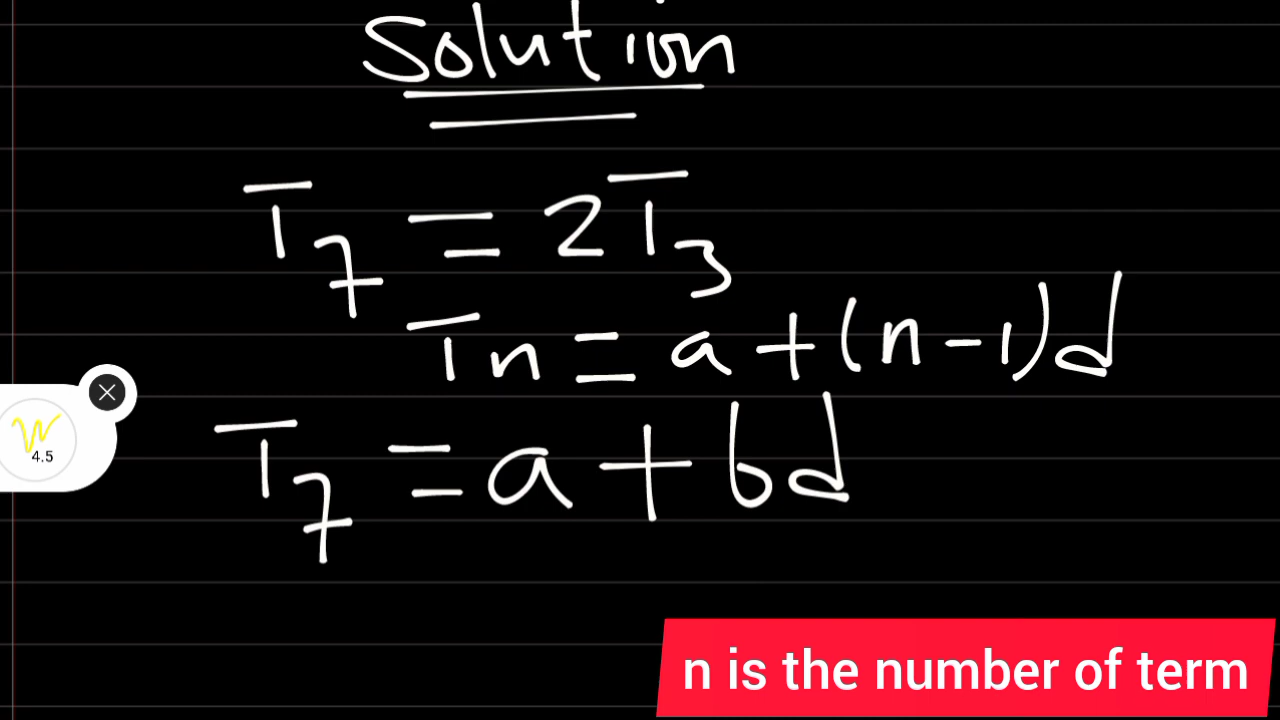 Solution
T₇ = 2T₃
Tn = a + (n - 1)d
T₇ = a + 6d
4.5
n is the number of term